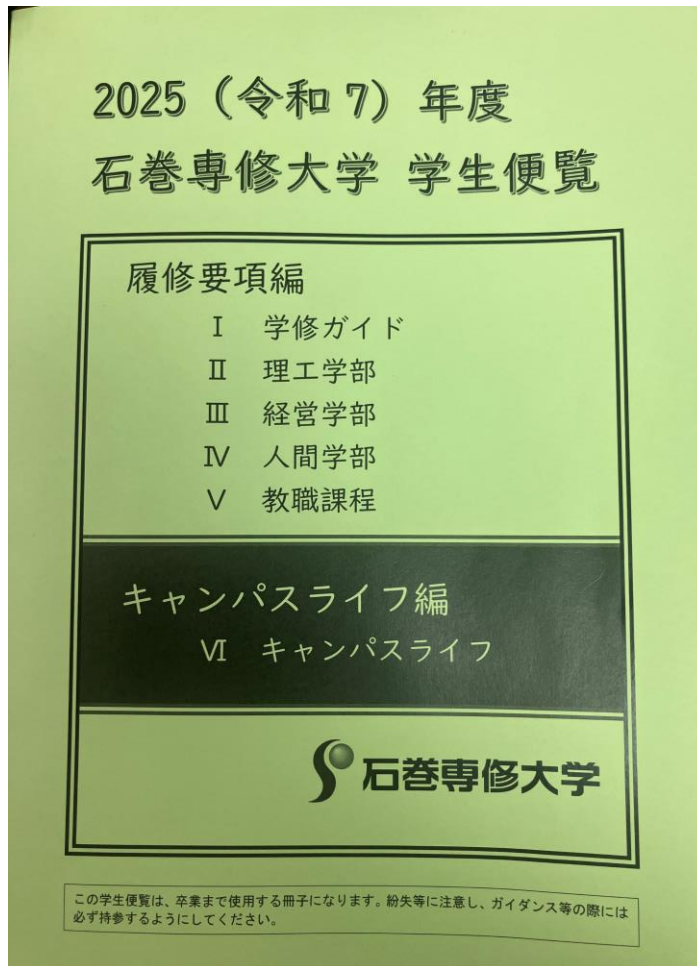 2025（令和7）年度
石巻専修大学 学生便覧
履修要項編
Ⅰ 学修ガイド
Ⅱ 理工学部
Ⅲ 経営学部
Ⅳ 人間学部
Ⅴ 教職課程
キャンパスライフ編
Ⅵ キャンパスライフ
石巻専修大学
この学生便覧は、卒業まで使用する冊子になります。紛失等に注意し、ガイダンス等の際には
必ず持参するようにしてください。